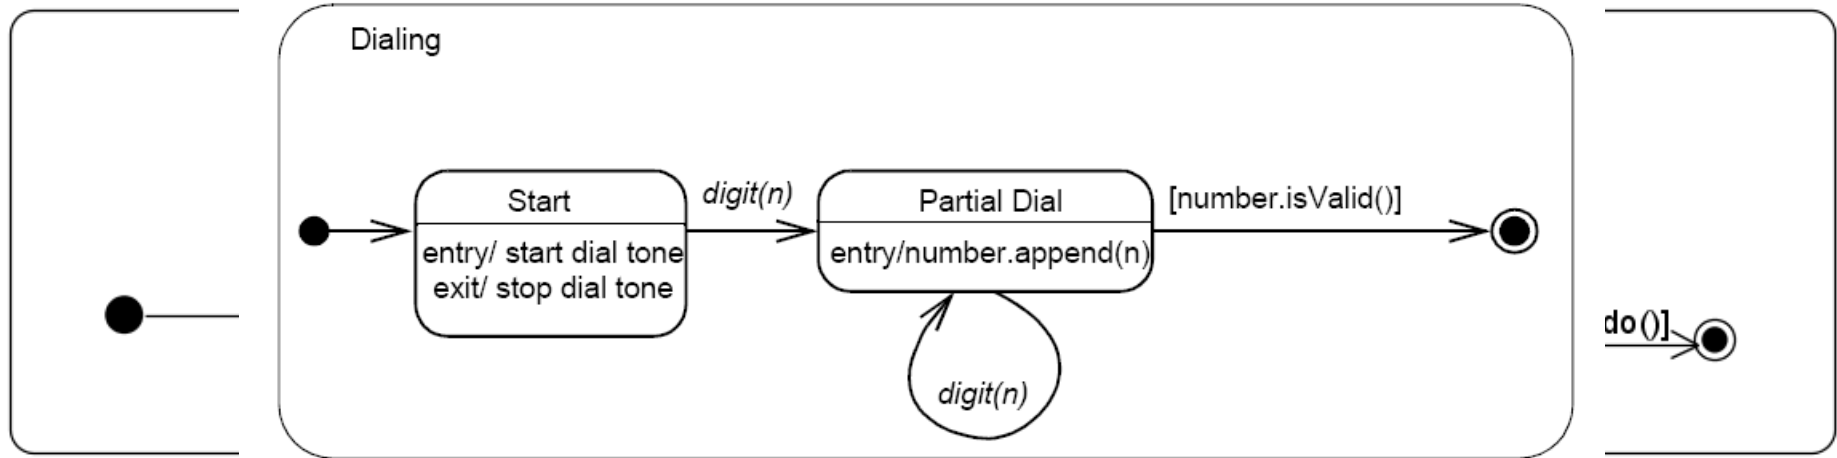 Dialing
Start
entry/ start dial tone
exit/ stop dial tone
digit(n)
Partial Dial
entry/number.append(n)
digit(n)
[number.isValid()]
do()]